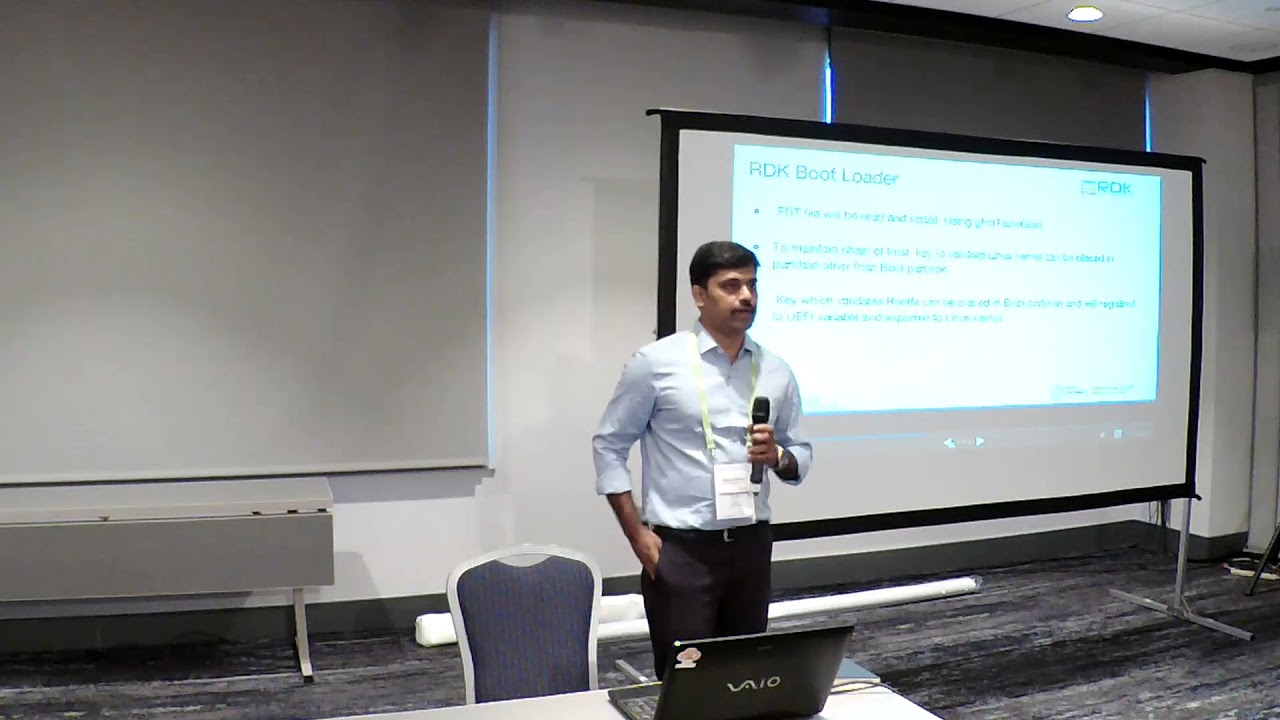 RDK Boot Loader
RDK
FDT file will be read and install Using gFdtTableGuid
To maintain chain of trust, key to validate Linux kernel can be placed in
partition other than Boot partition
Key which validates Rootfs can be placed in Boot partition and will registered
to UEFI variable and exported to Linux kernel
VAIO